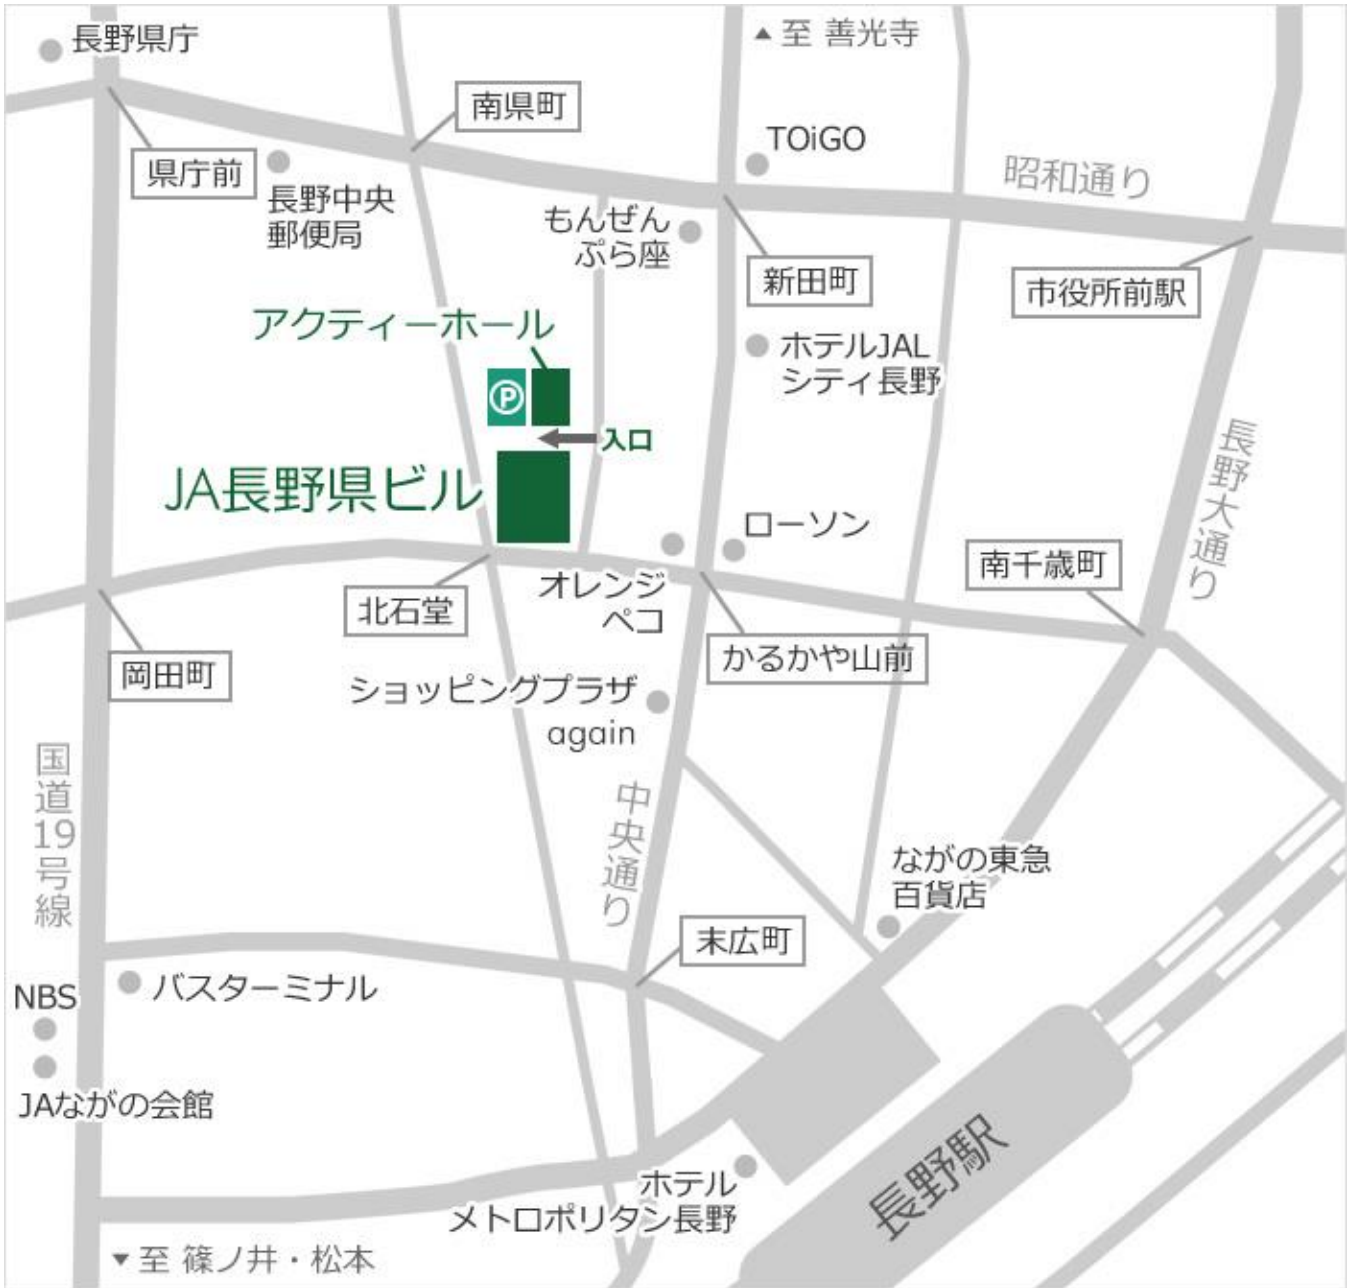 長野県庁
▲至 善光寺
南県町
TOiGO
県庁前
昭和通り
長野中央
郵便局
もんぜん
ぷら座
新田町
市役所前駅
アクティーホール
ホテルJAL
シティ長野
P
入口
長野大通り
JA長野県ビル
ローソン
南千歳町
オレンジ
ペコ
北石堂
かるかや山前
岡田町
ショッピングプラザ
again
国道19号線
中央通り
ながの東急
百貨店
末広町
バスターミナル
NBS
JAながの会館
長野駅
ホテル
メトロポリタン長野
▼至 篠ノ井・松本